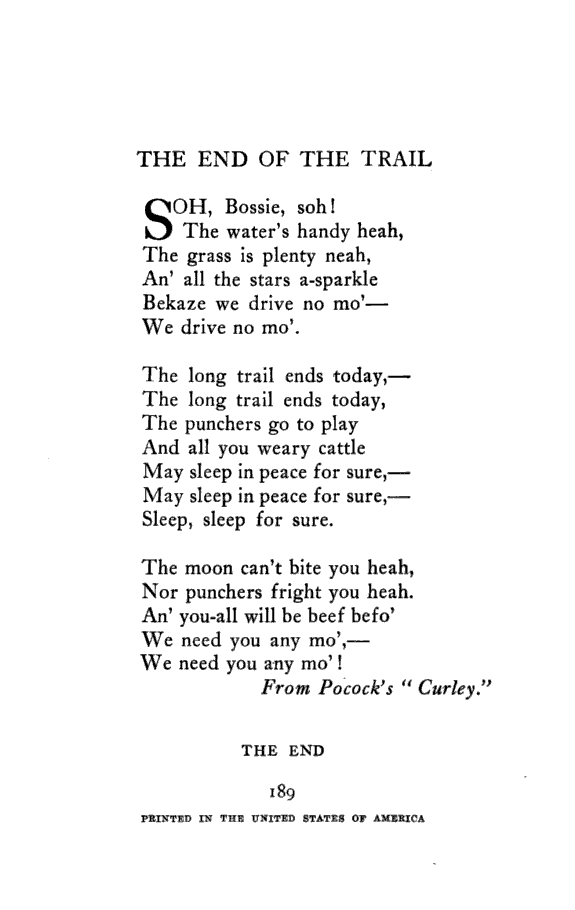 THE END OF THE TRAIL
SOH, Bossie, soh!
The water's handy heah,
The grass is plenty neah,
An' all the stars a-sparkle
Bekaze we drive no mo'—
We drive no mo'.
The long trail ends today,—
The long trail ends today,
The punchers go to play
And all you weary cattle
May sleep in peace for sure,—
May sleep in peace for sure,—
Sleep, sleep for sure.
The moon can't bite you heah,
Nor punchers fright you heah.
An' you-all will be beef befo'
We need you any mo',—
We need you any mo'!
From Pocock's "Curley."
THE END
189
PRINTED IN THE UNITED STATES OF AMERICA